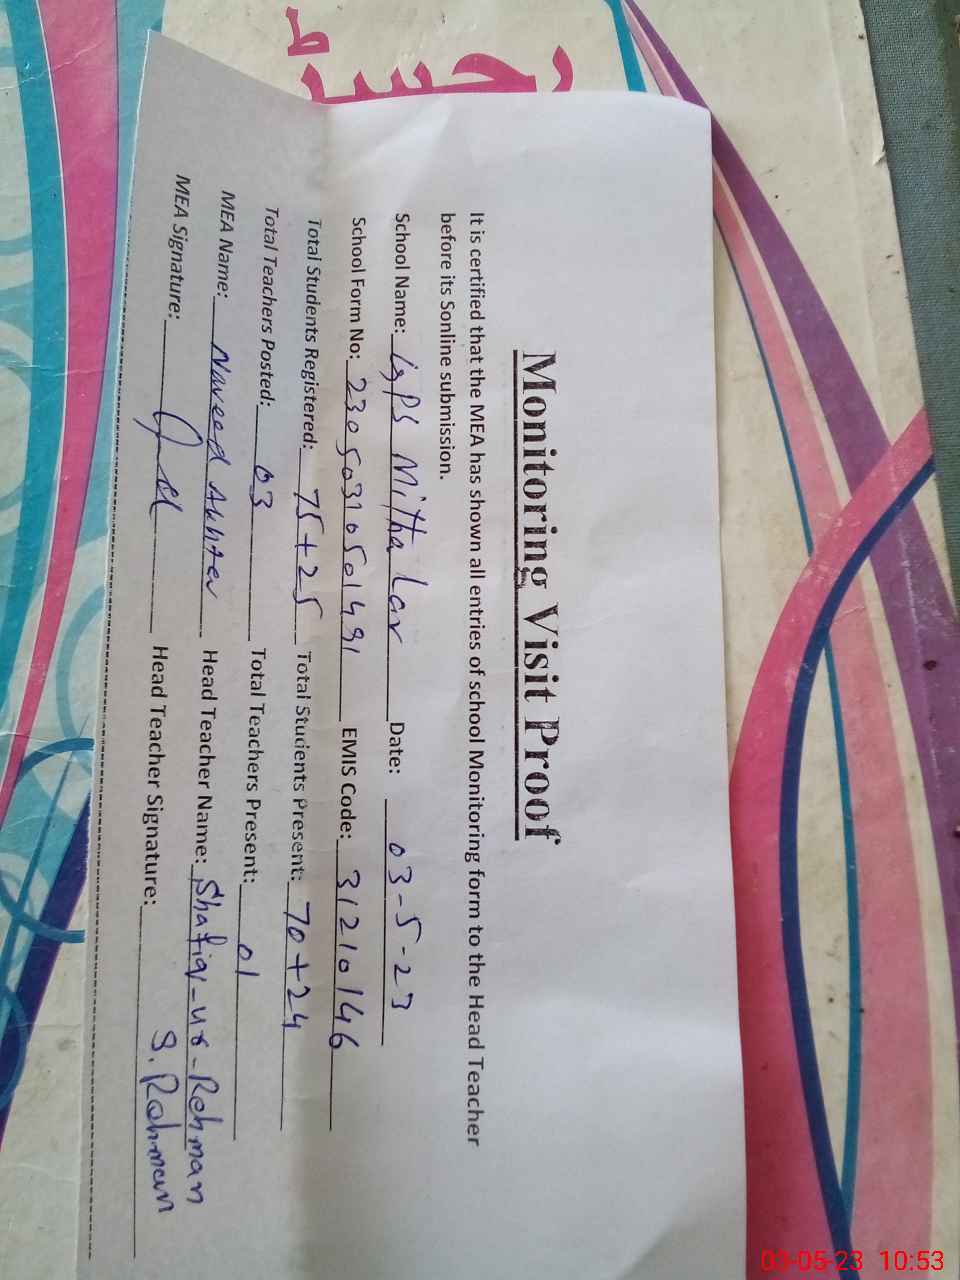 Monitoring Visit Proof
It is certified that the MEA has shown all entries of school Monitoring form to the Head Teacher
before its Sonline submission.
School Name: GPS Mitha Lar Date: 03-5-23
School Form No: 23050310501491 EMIS Code: 31210146
Total Students Registered: 75+25 Total Students Present: 70+24
Total Teachers Posted: 03 Total Teachers Present: 01
MEA Name: Naveed Akhter Head Teacher Name: Shafiq-ur-Rehman
MEA Signature: Head Teacher Signature: S. Rehman
03-05-23 10:53